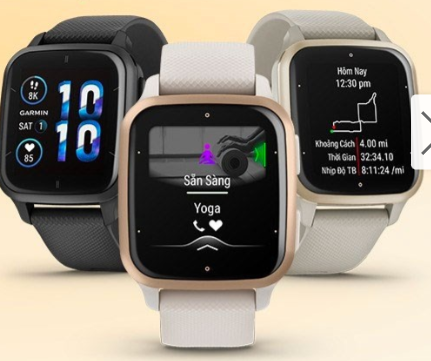 8K
GARMIN
SAT 1
85
10
10
Sẵn Sàng
Yoga
Hôm Nay
12:30 pm
Khoảng Cách 4.00 mi
Thời Gian 32:34.10
Nhịp Độ TB 8:11:24 /mi